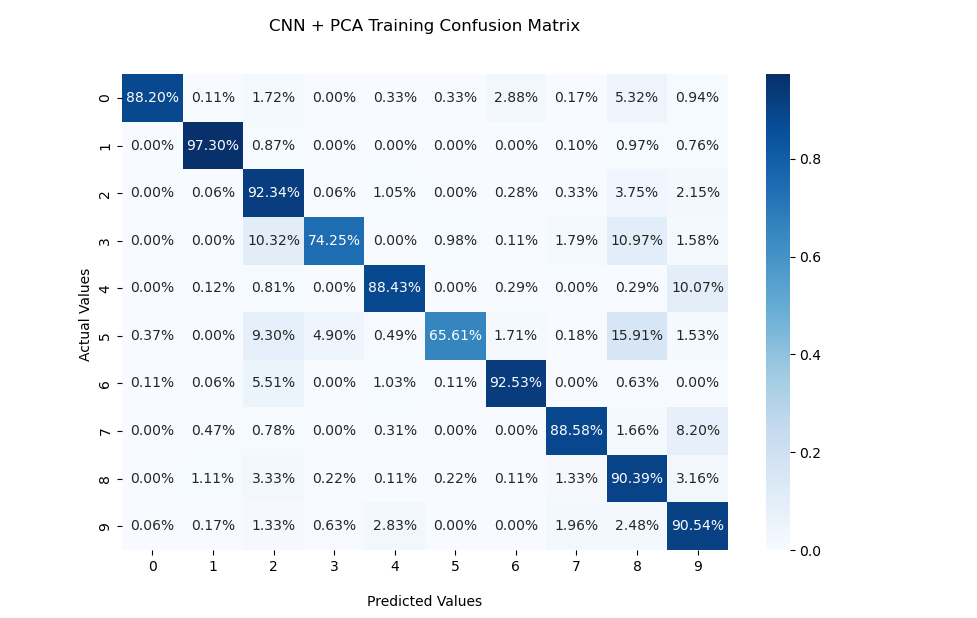 CNN + PCA Training Confusion Matrix
0 88.20% 0.11% 1.72% 0.00% 0.33% 0.33% 2.88% 0.17% 5.32% 0.94%
1 0.00% 97.30% 0.87% 0.00% 0.00% 0.00% 0.00% 0.10% 0.97% 0.76%
2 0.00% 0.06% 92.34% 0.06% 1.05% 0.00% 0.28% 0.33% 3.75% 2.15%
3 0.00% 0.00% 10.32% 74.25% 0.00% 0.98% 0.11% 1.79% 10.97% 1.58%
4 0.00% 0.12% 0.81% 0.00% 88.43% 0.00% 0.29% 0.00% 0.29% 10.07%
5 0.37% 0.00% 9.30% 4.90% 0.49% 65.61% 1.71% 0.18% 15.91% 1.53%
6 0.11% 0.06% 5.51% 0.00% 1.03% 0.11% 92.53% 0.00% 0.63% 0.00%
7 0.00% 0.47% 0.78% 0.00% 0.31% 0.00% 0.00% 88.58% 1.66% 8.20%
8 0.00% 1.11% 3.33% 0.22% 0.11% 0.22% 0.11% 1.33% 90.39% 3.16%
9 0.06% 0.17% 1.33% 0.63% 2.83% 0.00% 0.00% 1.96% 2.48% 90.54%
0 1 2 3 4 5 6 7 8 9
Predicted Values
Actual Values
0.8
0.6
0.4
0.2
0.0